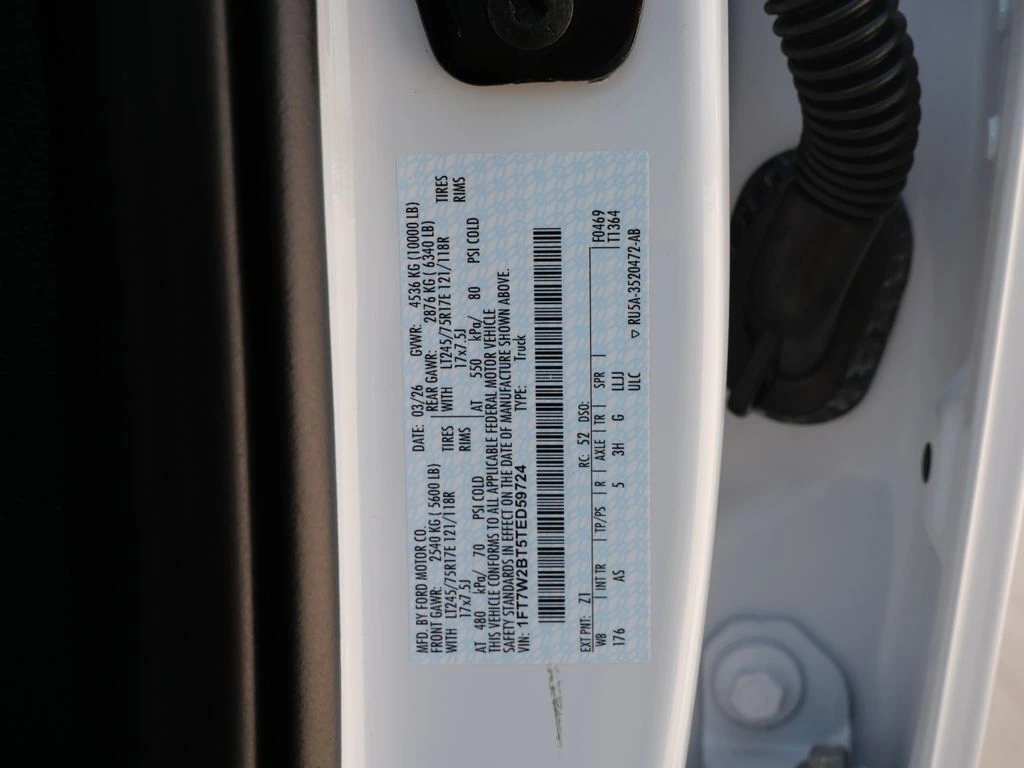 MFD. BY FORD MOTOR CO. DATE: 03/26 GVWR: 4536 KG (10000 LB)
FRONT GAWR: 2540 KG ( 5600 LB) REAR GAWR: 2876 KG ( 6340 LB)
WITH LT245/75R17E 121/118R TIRES WITH LT245/75R17E 121/118R TIRES
17x7.5J RIMS 17x7.5J RIMS
AT 480 kPa/ 70 PSI COLD AT 550 kPa/ 80 PSI COLD
THIS VEHICLE CONFORMS TO ALL APPLICABLE FEDERAL MOTOR VEHICLE
SAFETY STANDARDS IN EFFECT ON THE DATE OF MANUFACTURE SHOWN ABOVE.
VIN: 1FT7W2BT5TED59724 TYPE: Truck
EXT PNT: Z1 RC: 52 DSO: F0469
WB INT TR TP/PS R AXLE TR SPR T1364
176 AS 5 3H G LLJJ
ULC RU5A-3520472-AB